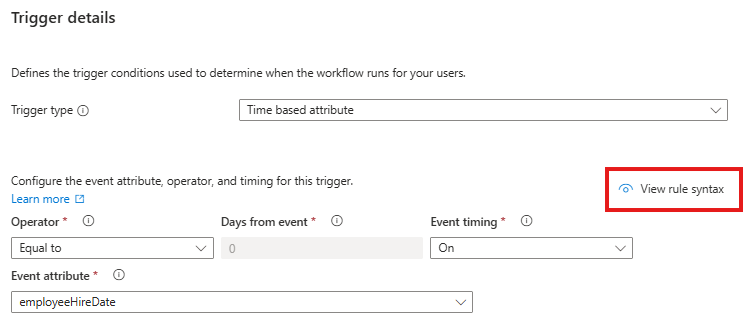 Trigger details
Defines the trigger conditions used to determine when the workflow runs for your users.
Trigger type
Time based attribute
Configure the event attribute, operator, and timing for this trigger.
View rule syntax
Learn more
Operator * Days from event * Event timing *
Equal to 0 On
Event attribute *
employeeHireDate